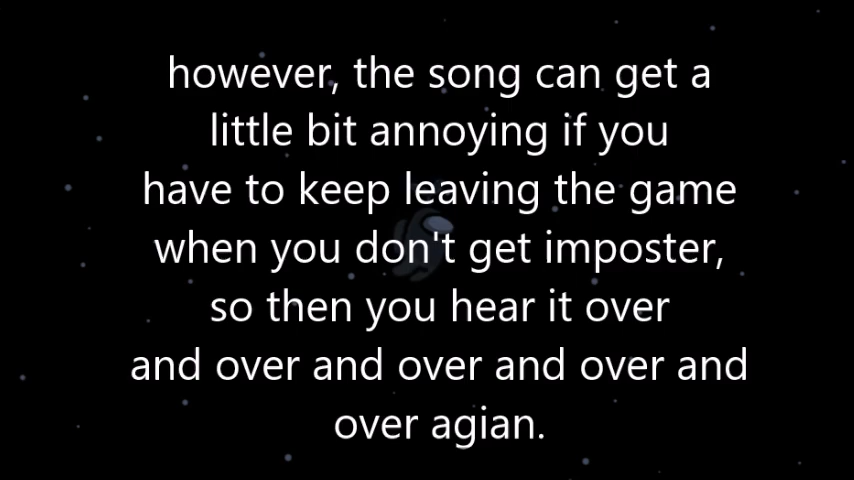 however, the song can get a
little bit annoying if you
have to keep leaving the game
when you don't get imposter,
so then you hear it over
and over and over and over and
over agian.